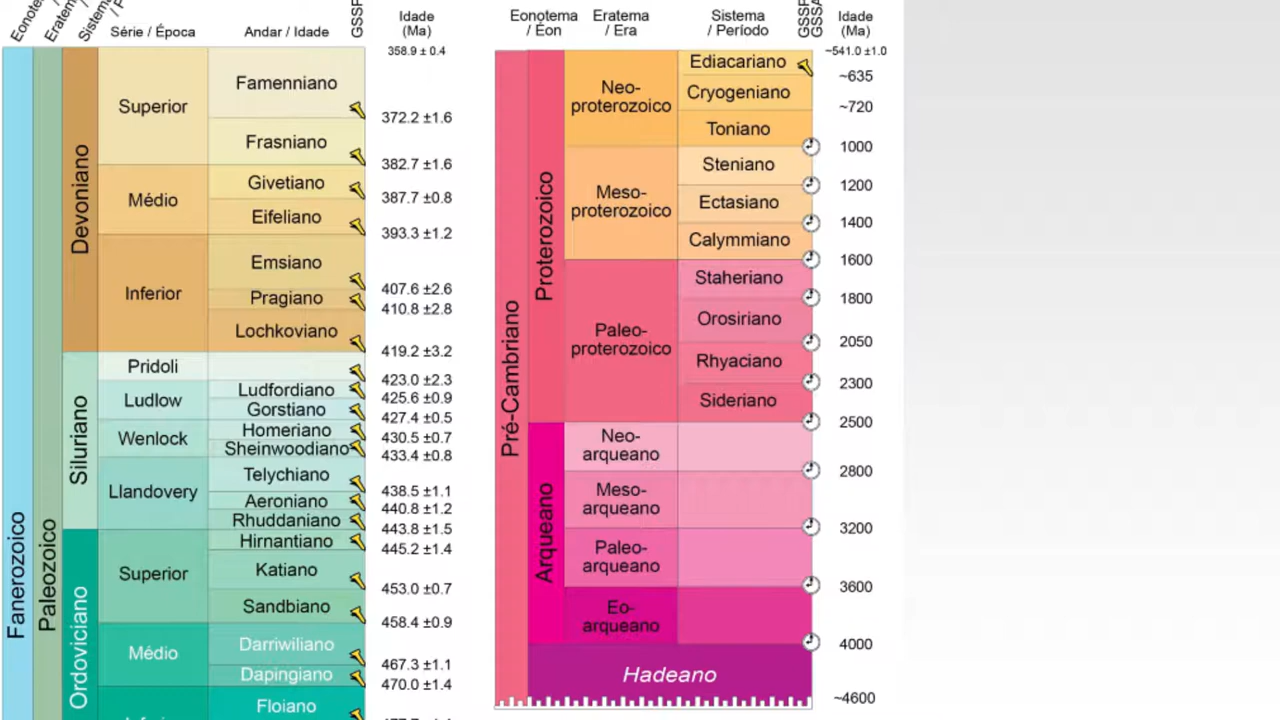 Série / Época
Andar / Idade
Idade
(Ma)
358.9 ± 0.4
Fanerozoico
Paleozoico
Devoniano
Superior
Famenniano
372.2 ±1.6
Frasniano
382.7 ±1.6
Médio
Givetiano
387.7 ±0.8
Eifeliano
393.3 ±1.2
Inferior
Emsiano
407.6 ±2.6
Pragiano
410.8 ±2.8
Lochkoviano
419.2 ±3.2
Siluriano
Pridoli
423.0 ±2.3
Ludlow
Ludfordiano
425.6 ±0.9
Gorstiano
427.4 ±0.5
Wenlock
Homeriano
430.5 ±0.7
Sheinwoodiano
433.4 ±0.8
Llandovery
Telychiano
438.5 ±1.1
Aeroniano
440.8 ±1.2
Rhuddaniano
443.8 ±1.5
Ordoviciano
Superior
Hirnantiano
445.2 ±1.4
Katiano
453.0 ±0.7
Sandbiano
458.4 ±0.9
Médio
Darriwiliano
467.3 ±1.1
Dapingiano
470.0 ±1.4
Floiano
Eonotema
/ Éon
Eratema
/ Era
Sistema
/ Período
Idade
(Ma)
~541.0 ±1.0
Pré-Cambriano
Proterozoico
Neo-
proterozoico
Ediacariano
~635
Cryogeniano
~720
Toniano
1000
Meso-
proterozoico
Steniano
1200
Ectasiano
1400
Calymmiano
1600
Paleo-
proterozoico
Staheriano
1800
Orosiriano
2050
Rhyaciano
2300
Sideriano
2500
Arqueano
Neo-
arqueano
2800
Meso-
arqueano
3200
Paleo-
arqueano
3600
Eo-
arqueano
4000
Hadeano
~4600